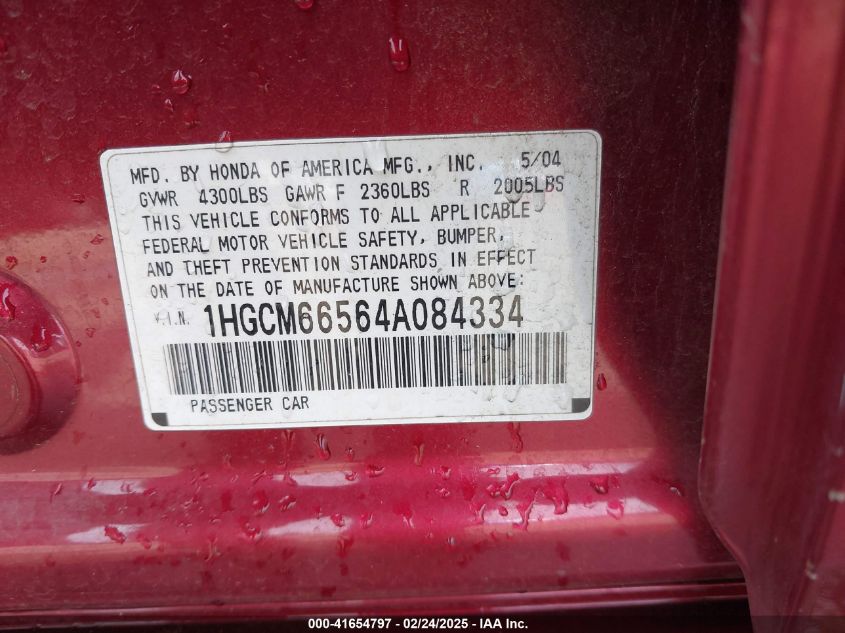 MFD. BY HONDA OF AMERICA MFG., INC. 5/04
GVWR 4300LBS GAWR F 2360LBS R 2005LBS
THIS VEHICLE CONFORMS TO ALL APPLICABLE
FEDERAL MOTOR VEHICLE SAFETY, BUMPER,
AND THEFT PREVENTION STANDARDS IN EFFECT
ON THE DATE OF MANUFACTURE SHOWN ABOVE:
V.I.N. 1HGCM66564A084334
PASSENGER CAR
000-41654797 - 02/24/2025 - IAA Inc.